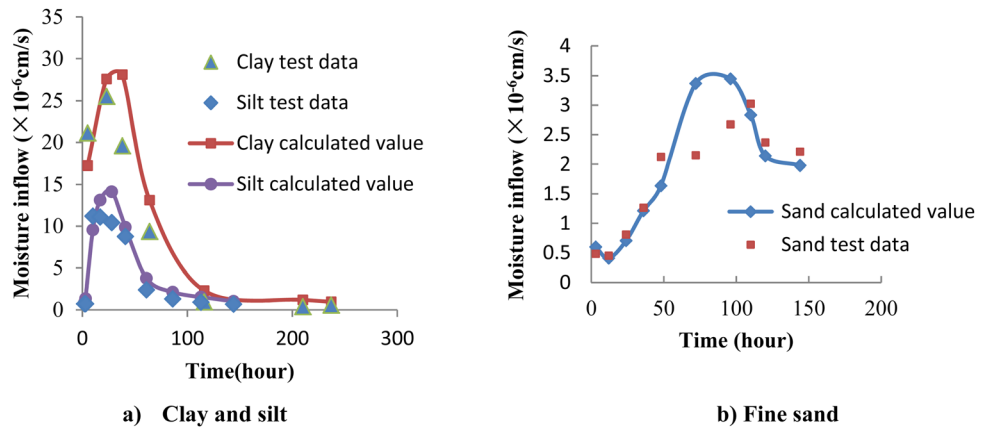 35
30
25
20
15
10
5
0
0
100
200
300
Moisture inflow (×10⁻⁶cm/s)
Time(hour)
Clay test data
Silt test data
Clay calculated value
Silt calculated value
a) Clay and silt
4
3.5
3
2.5
2
1.5
1
0.5
0
0
50
100
150
200
Moisture inflow (×10⁻⁶cm/s)
Time (hour)
Sand calculated value
Sand test data
b) Fine sand